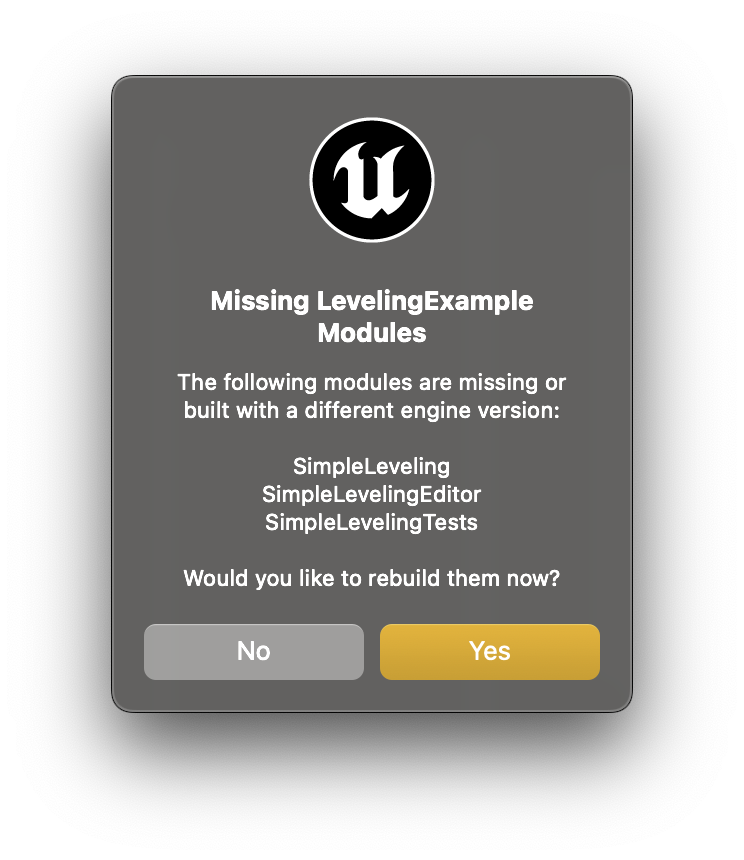 Missing LevelingExample
Modules
The following modules are missing or
built with a different engine version:
SimpleLeveling
SimpleLevelingEditor
SimpleLevelingTests
Would you like to rebuild them now?
No
Yes